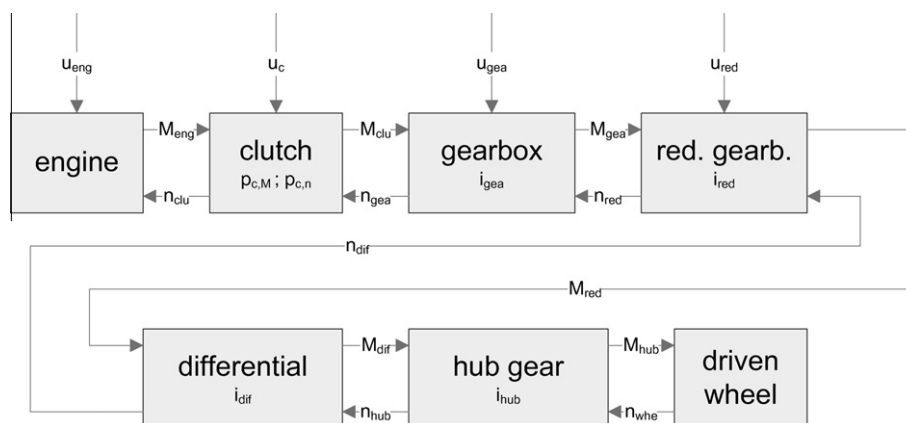 u_eng
u_c
u_gea
u_red
M_eng
M_clu
M_gea
engine
clutch
gearbox
red. gearb.
p_c,M ; p_c,n
i_gea
i_red
n_clu
n_gea
n_red
n_dif
M_red
M_dif
M_hub
differential
hub gear
driven
wheel
i_dif
i_hub
n_hub
n_whe